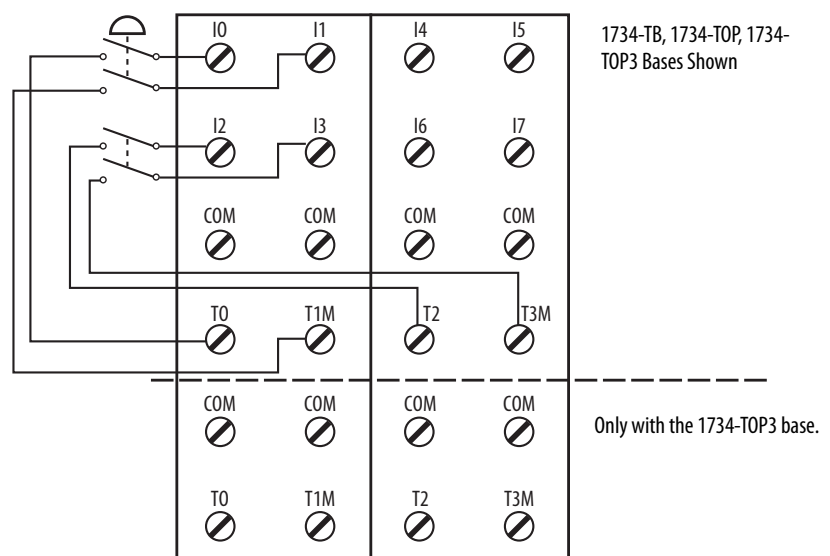 I0 I1 I4 I5
1734-TB, 1734-TOP, 1734-
TOP3 Bases Shown
I2 I3 I6 I7
COM COM COM COM
T0 T1M T2 T3M
COM COM COM COM
Only with the 1734-TOP3 base.
T0 T1M T2 T3M